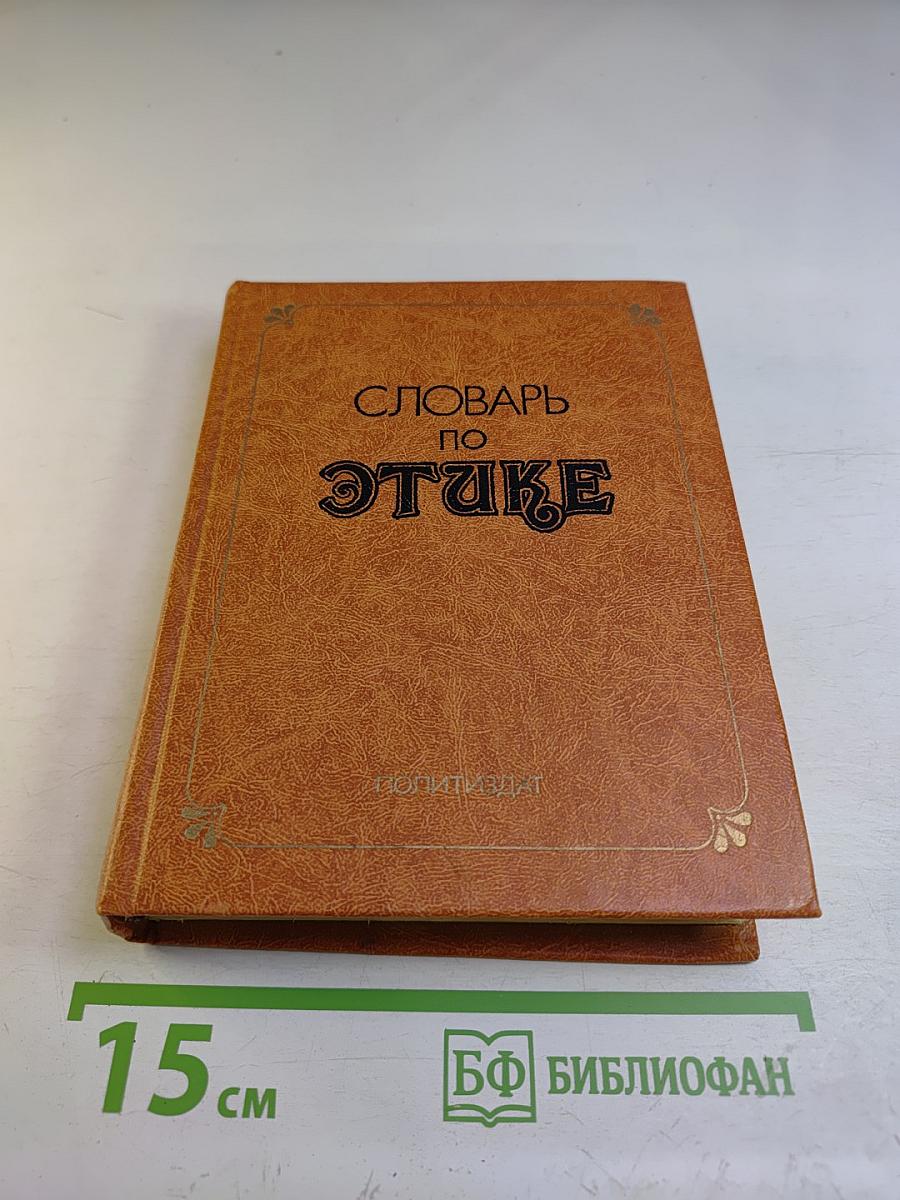 СЛОВАРЬ
ПО
ЭТИКЕ
ПОЛИТИЗДАТ
15 см
БФ БИБЛИОФАН